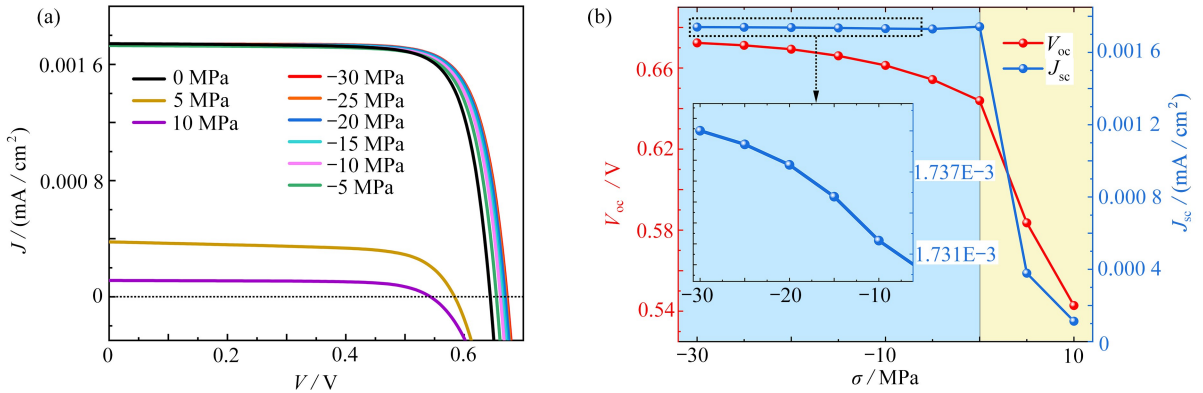 (a)
0.001 6
0.000 8
0
J / (mA / cm²)
0 MPa
5 MPa
10 MPa
−30 MPa
−25 MPa
−20 MPa
−15 MPa
−10 MPa
−5 MPa
0
0.2
0.4
0.6
V / V
(b)
0.66
0.62
0.58
0.54
Voc / V
Voc
Jsc
1.737E−3
1.731E−3
−30
−20
−10
0.001 6
0.001 2
0.000 8
0.000 4
0
Jsc / (mA / cm²)
−30
−10
10
σ / MPa